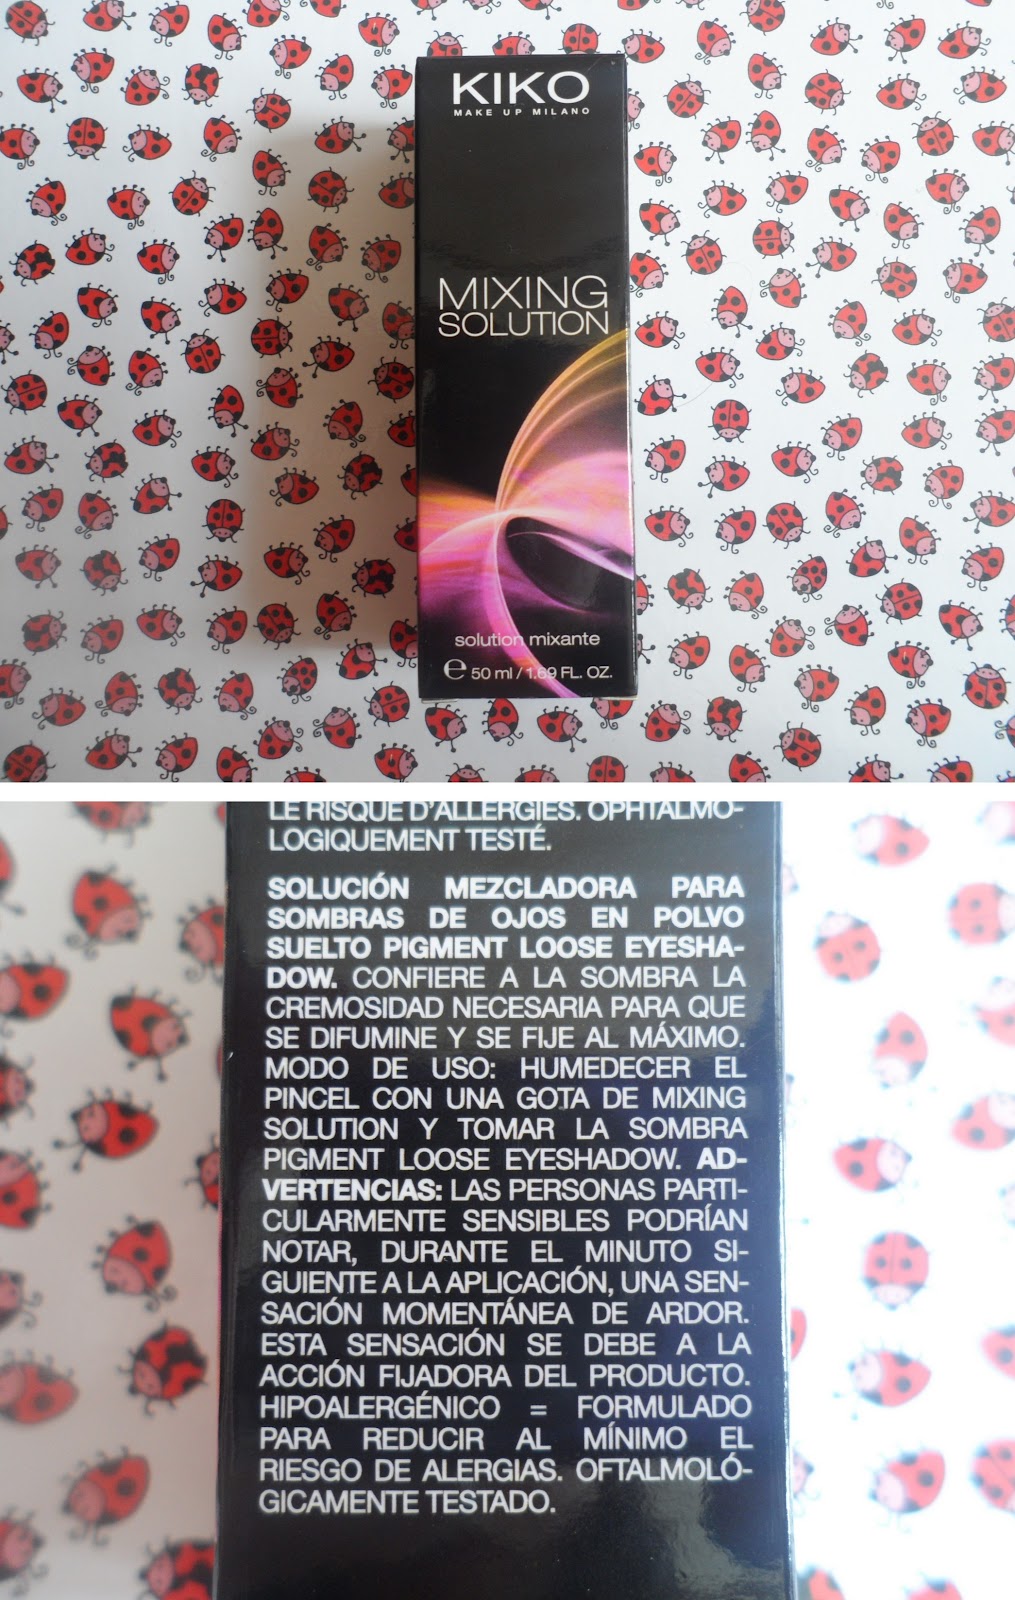 KIKO
MAKE UP MILANO
MIXING
SOLUTION
solution mixante
℮ 50 ml / 1.69 FL. OZ.
LE RISQUE D'ALLERGIES. OPHTALMO-
LOGIQUEMENT TESTÉ.
SOLUCIÓN MEZCLADORA PARA
SOMBRAS DE OJOS EN POLVO
SUELTO PIGMENT LOOSE EYESHA-
DOW. CONFIERE A LA SOMBRA LA
CREMOSIDAD NECESARIA PARA QUE
SE DIFUMINE Y SE FIJE AL MÁXIMO.
MODO DE USO: HUMEDECER EL
PINCEL CON UNA GOTA DE MIXING
SOLUTION Y TOMAR LA SOMBRA
PIGMENT LOOSE EYESHADOW. AD-
VERTENCIAS: LAS PERSONAS PARTI-
CULARMENTE SENSIBLES PODRÍAN
NOTAR, DURANTE EL MINUTO SI-
GUIENTE A LA APLICACIÓN, UNA SEN-
SACIÓN MOMENTÁNEA DE ARDOR.
ESTA SENSACIÓN SE DEBE A LA
ACCIÓN FIJADORA DEL PRODUCTO.
HIPOALERGÉNICO = FORMULADO
PARA REDUCIR AL MÍNIMO EL
RIESGO DE ALERGIAS. OFTALMOLÓ-
GICAMENTE TESTADO.